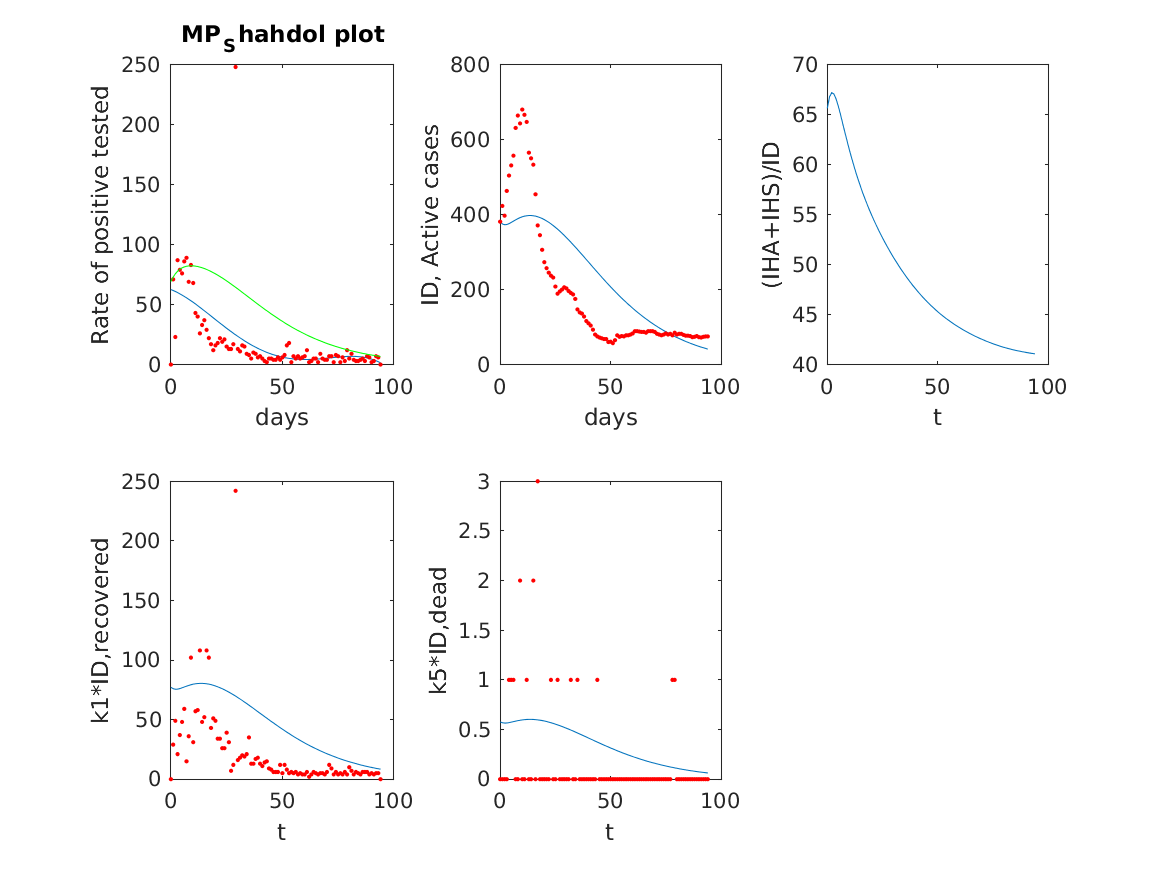 MP_Shahdol plot
250
200
150
100
50
0
Rate of positive tested
0 50 100
days
800
600
400
200
0
ID, Active cases
0 50 100
days
70
65
60
55
50
45
40
(IHA+IHS)/ID
0 50 100
t
250
200
150
100
50
0
k1*ID,recovered
0 50 100
t
3
2.5
2
1.5
1
0.5
0
k5*ID,dead
0 50 100
t